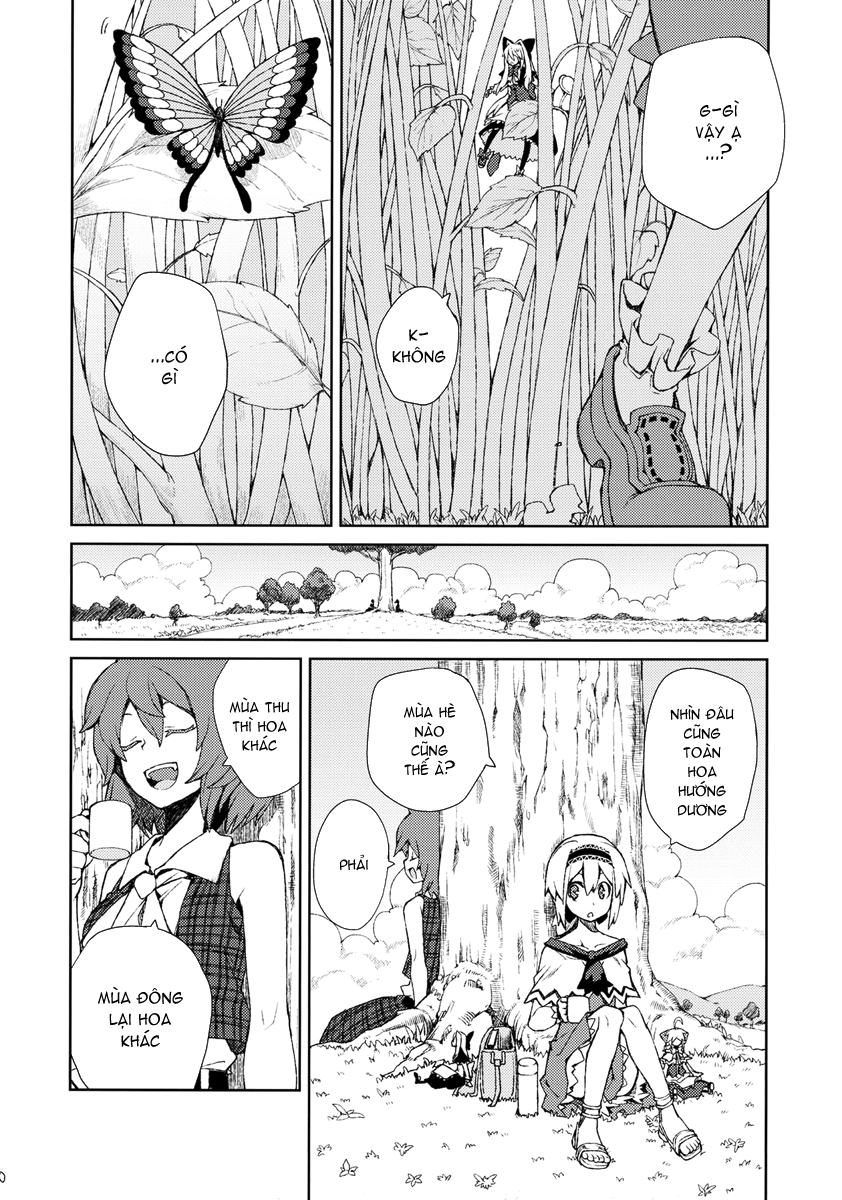 G-GÌ
VẬY Ạ
...?
K-
KHÔNG
...CÓ
GÌ
NHÌN ĐÂU
CŨNG
TOÀN
HOA
HƯỚNG
DƯƠNG
MÙA HÈ
NÀO
CŨNG
THẾ À?
PHẢI
MÙA THU
THÌ HOA
KHÁC
MÙA ĐÔNG
LẠI HOA
KHÁC